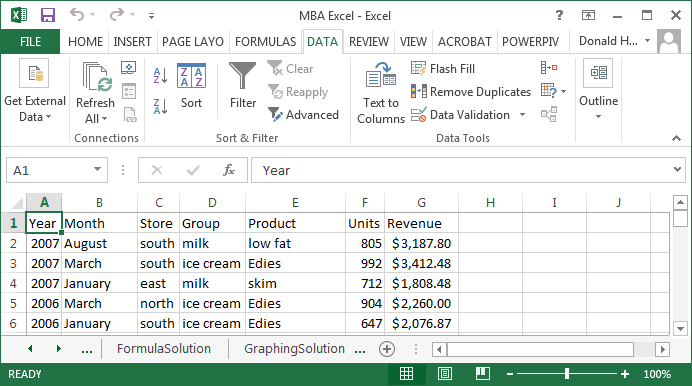 MBA Excel - Excel
FILE HOME INSERT PAGE LAYO FORMULAS DATA REVIEW VIEW ACROBAT POWERPIV Donald H...
Get External Data
Refresh All
Connections
A Z
Z A
Z A A Z
Sort
Filter
Clear
Reapply
Advanced
Sort & Filter
Text to Columns
Flash Fill
Remove Duplicates
Data Validation
Data Tools
Outline
A1 fx Year
A B C D E F G H I J
1 Year Month Store Group Product Units Revenue
2 2007 August south milk low fat 805 $3,187.80
3 2007 March south ice cream Edies 992 $3,412.48
4 2007 January east milk skim 712 $1,808.48
5 2006 March north ice cream Edies 904 $2,260.00
6 2006 January south ice cream Edies 647 $2,076.87
... FormulaSolution GraphingSolution ...
READY 100%